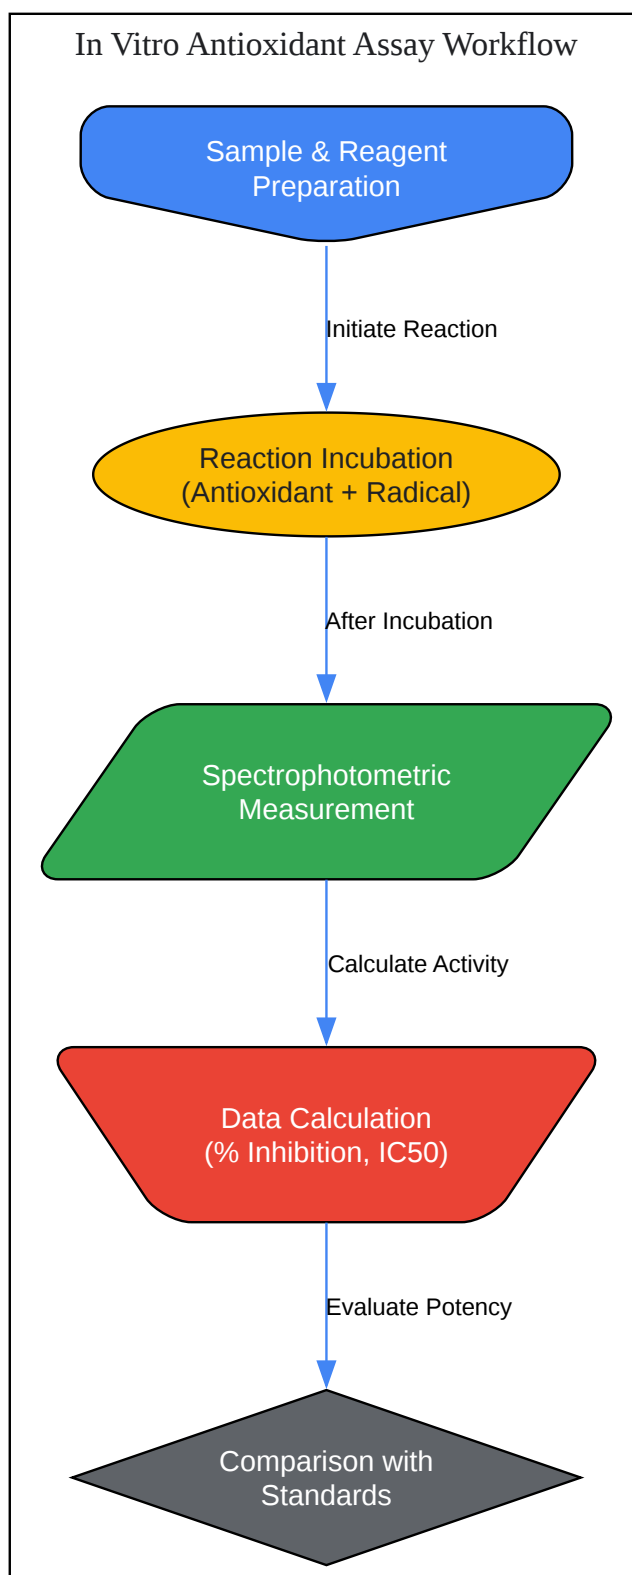 In Vitro Antioxidant Assay Workflow
Sample & Reagent
Preparation
Initiate Reaction
Reaction Incubation
(Antioxidant + Radical)
After Incubation
Spectrophotometric
Measurement
Calculate Activity
Data Calculation
(% Inhibition, IC50)
Evaluate Potency
Comparison with
Standards